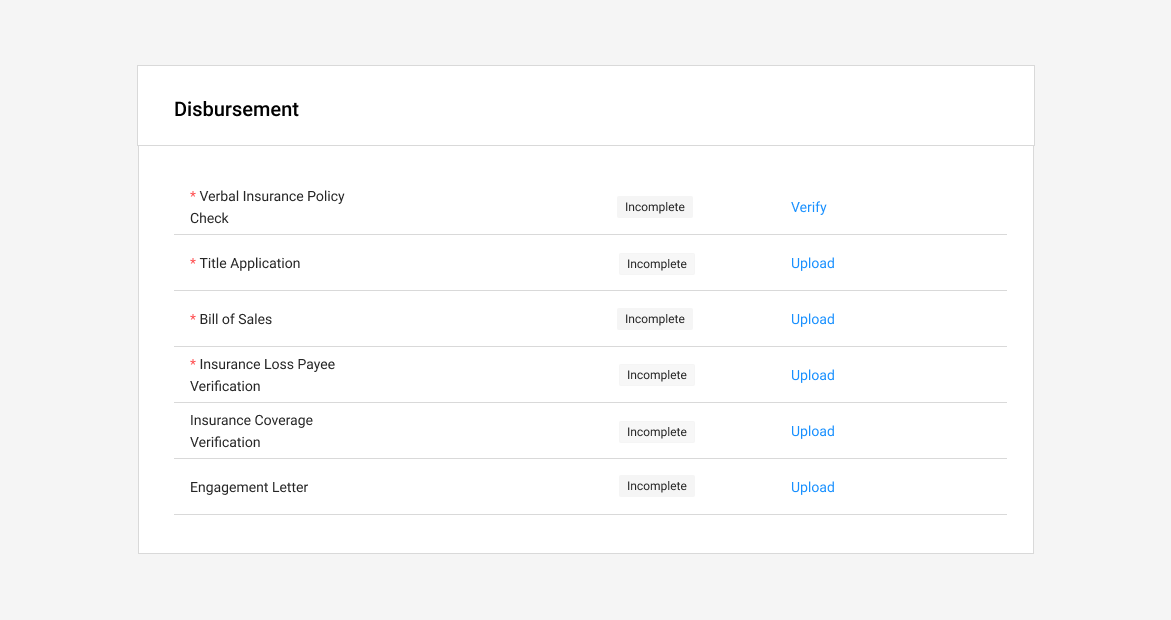 Disbursement
* Verbal Insurance Policy
Check
Incomplete
Verify
* Title Application
Incomplete
Upload
* Bill of Sales
Incomplete
Upload
* Insurance Loss Payee
Verification
Incomplete
Upload
Insurance Coverage
Verification
Incomplete
Upload
Engagement Letter
Incomplete
Upload